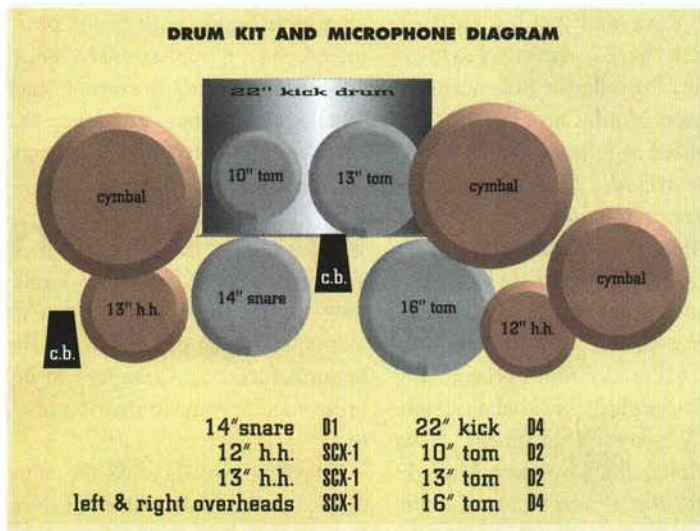 DRUM KIT AND MICROPHONE DIAGRAM
22" kick drum
10" tom
13" tom
cymbal
cymbal
cymbal
c.b.
13" h.h.
14" snare
16" tom
12" h.h.
c.b.
14" snare D1
12" h.h. SCX-1
13" h.h. SCX-1
left & right overheads SCX-1
22" kick D4
10" tom D2
13" tom D2
16" tom D4